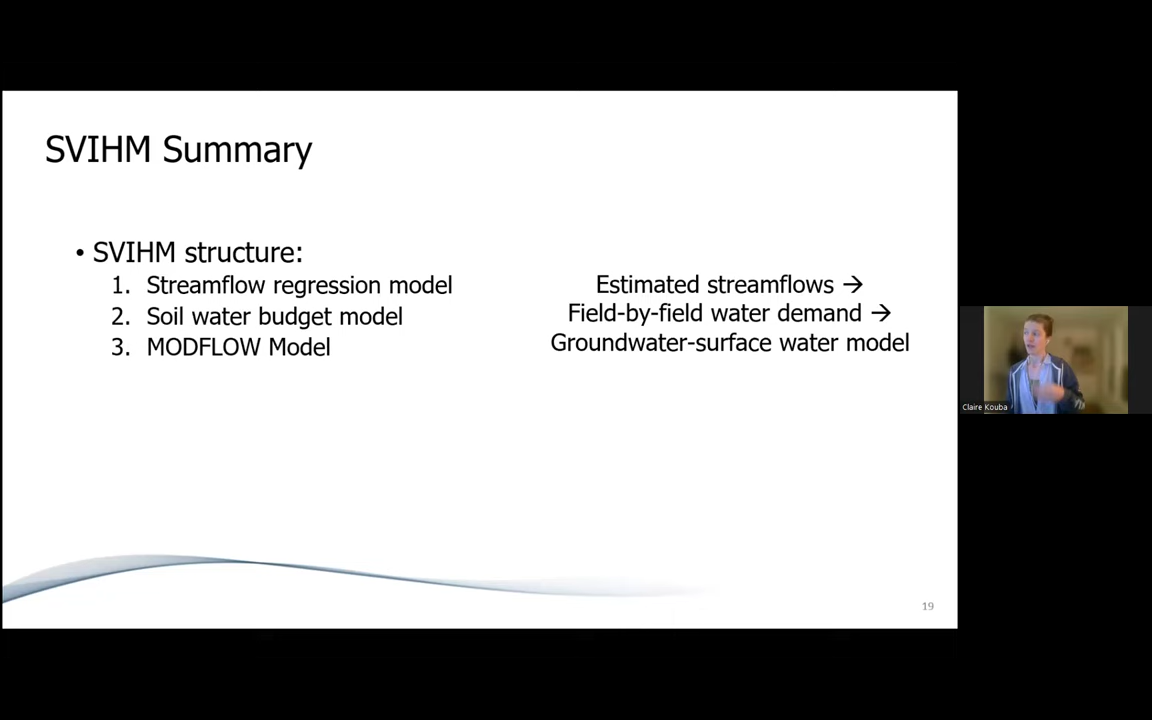 SVIHM Summary
• SVIHM structure:
1. Streamflow regression model
2. Soil water budget model
3. MODFLOW Model
Estimated streamflows →
Field-by-field water demand →
Groundwater-surface water model
Claire Kouba
19